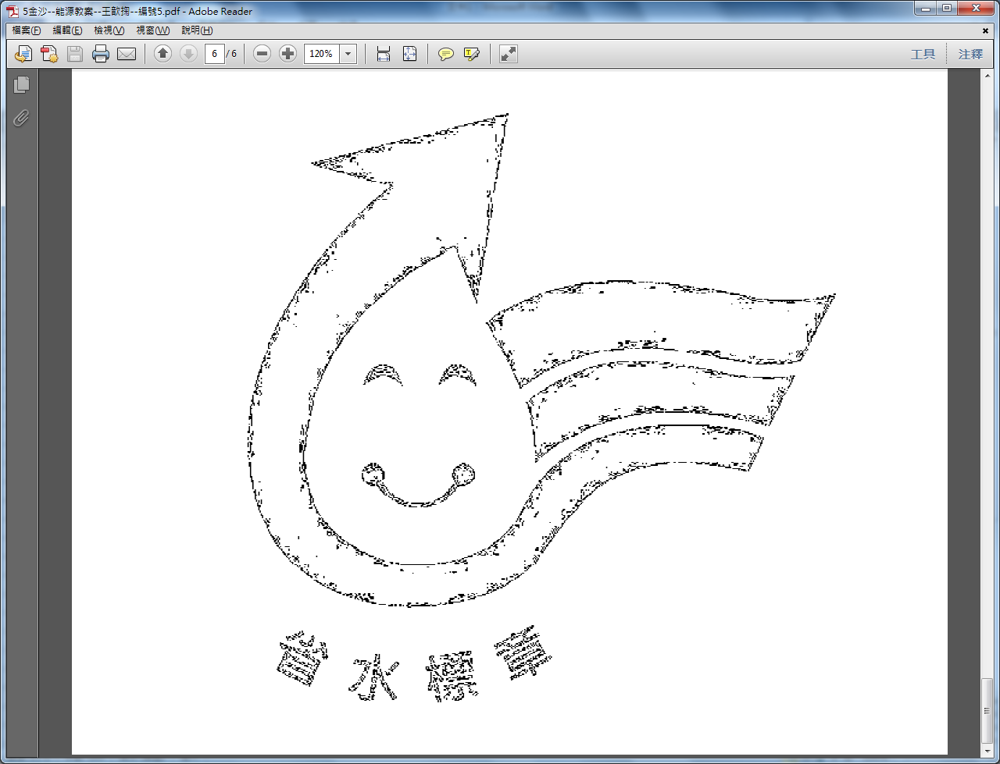 5金沙--能源教案--王歆掬--編號5.pdf - Adobe Reader
檔案(F) 編輯(E) 檢視(V) 視窗(W) 說明(H)
6 / 6 120% 工具 注釋
省水標章